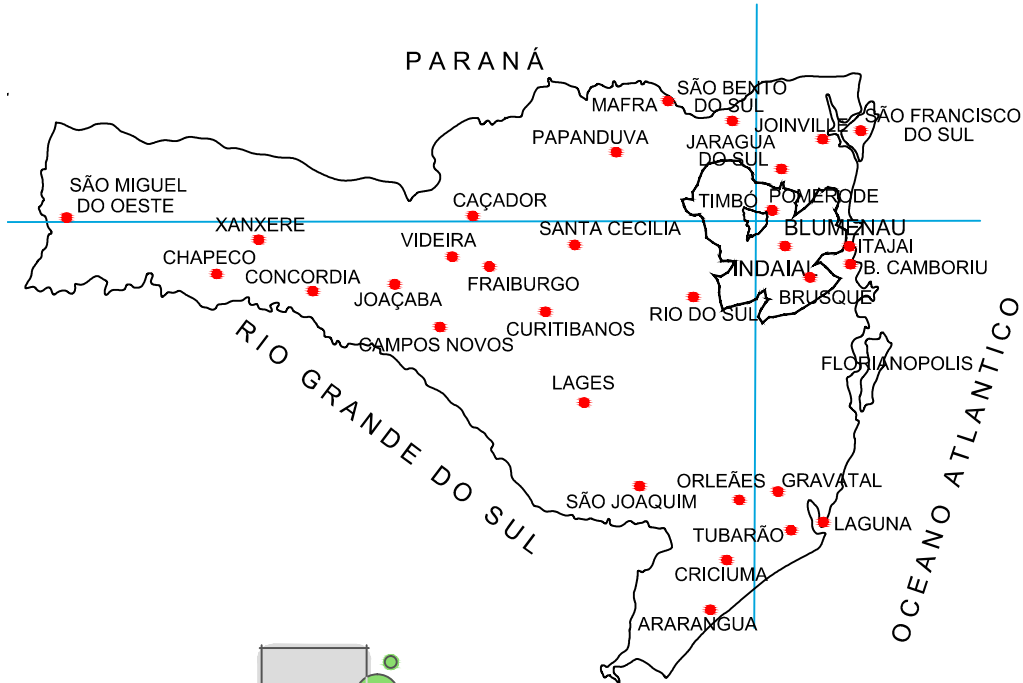 PARANÁ
SÃO BENTO
DO SUL
MAFRA
JOINVILLE
SÃO FRANCISCO
DO SUL
PAPANDUVA
JARAGUA
DO SUL
SÃO MIGUEL
DO OESTE
CAÇADOR
TIMBÓ
POMERODE
XANXERE
VIDEIRA
SANTA CECILIA
BLUMENAU
ITAJAI
CHAPECO
CONCORDIA
FRAIBURGO
INDAIAL
B. CAMBORIU
JOAÇABA
BRUSQUE
CURITIBANOS
RIO DO SUL
CAMPOS NOVOS
FLORIANOPOLIS
LAGES
RIO GRANDE DO SUL
OCEANO ATLANTICO
SÃO JOAQUIM
ORLEÃES
GRAVATAL
TUBARÃO
LAGUNA
CRICIUMA
ARARANGUA